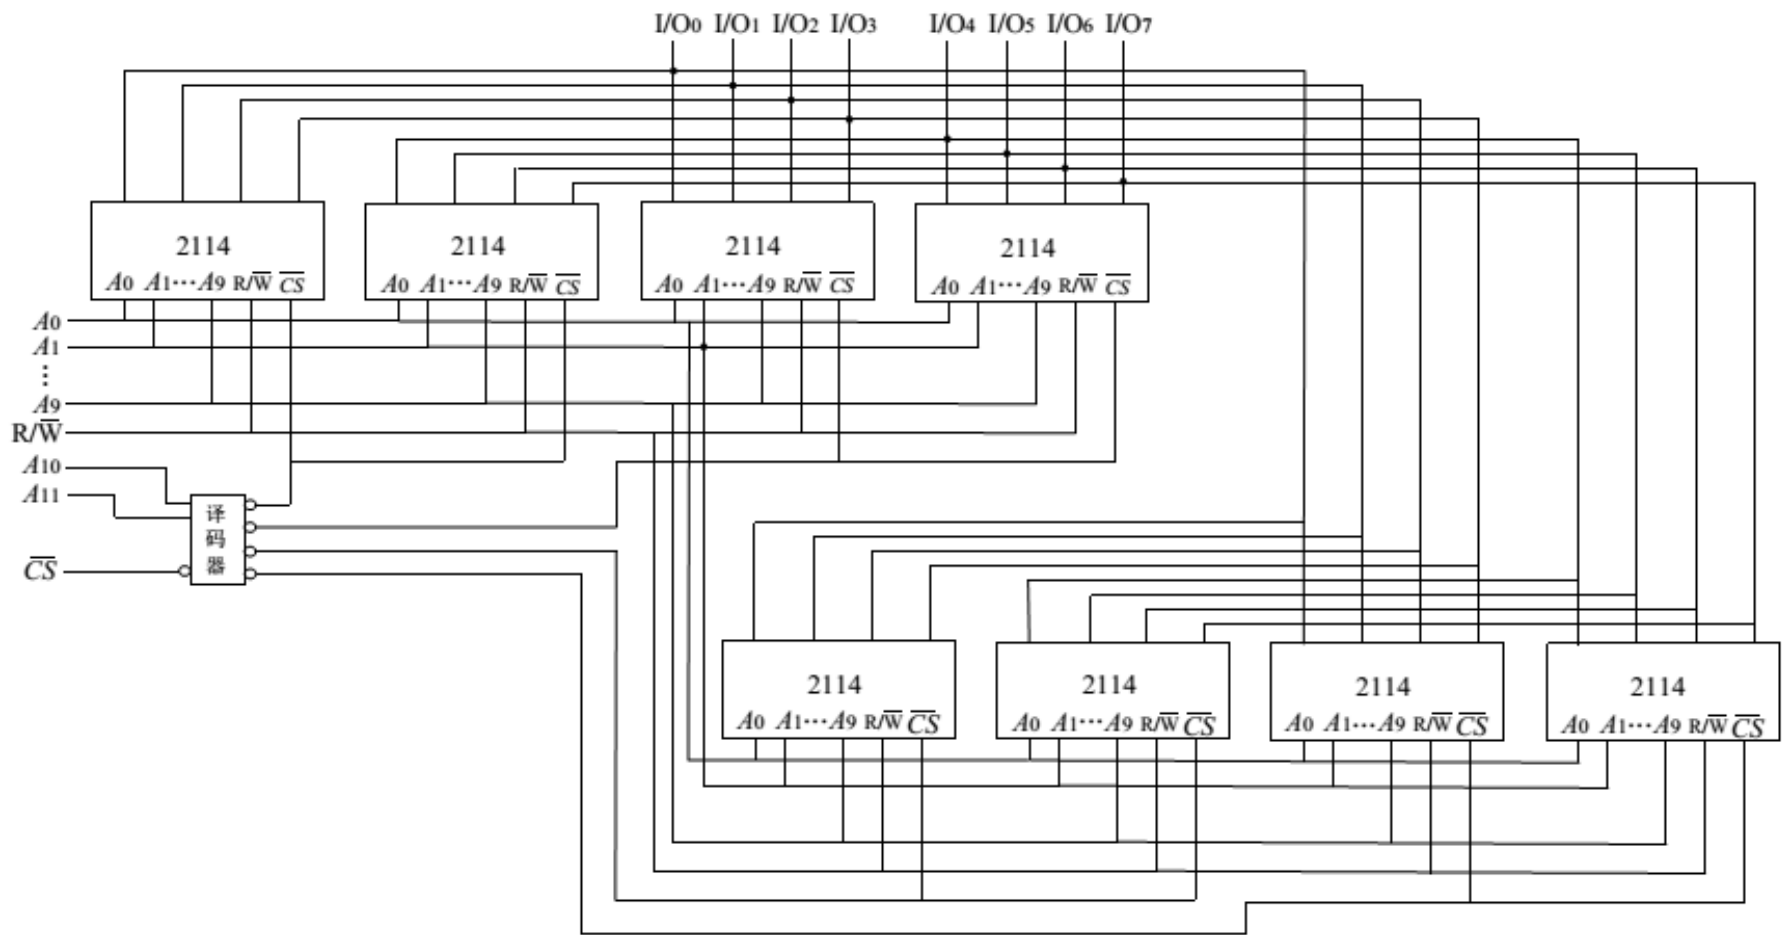 I/O0 I/O1 I/O2 I/O3 I/O4 I/O5 I/O6 I/O7
2114 2114 2114 2114
A0 A1···A9 R/W̅ C̅S̅ A0 A1···A9 R/W̅ C̅S̅ A0 A1···A9 R/W̅ C̅S̅ A0 A1···A9 R/W̅ C̅S̅
A0
A1
⋮
A9
R/W̅
A10
A11
译
码
器
C̅S̅
2114 2114 2114 2114
A0 A1···A9 R/W̅ C̅S̅ A0 A1···A9 R/W̅ C̅S̅ A0 A1···A9 R/W̅ C̅S̅ A0 A1···A9 R/W̅ C̅S̅